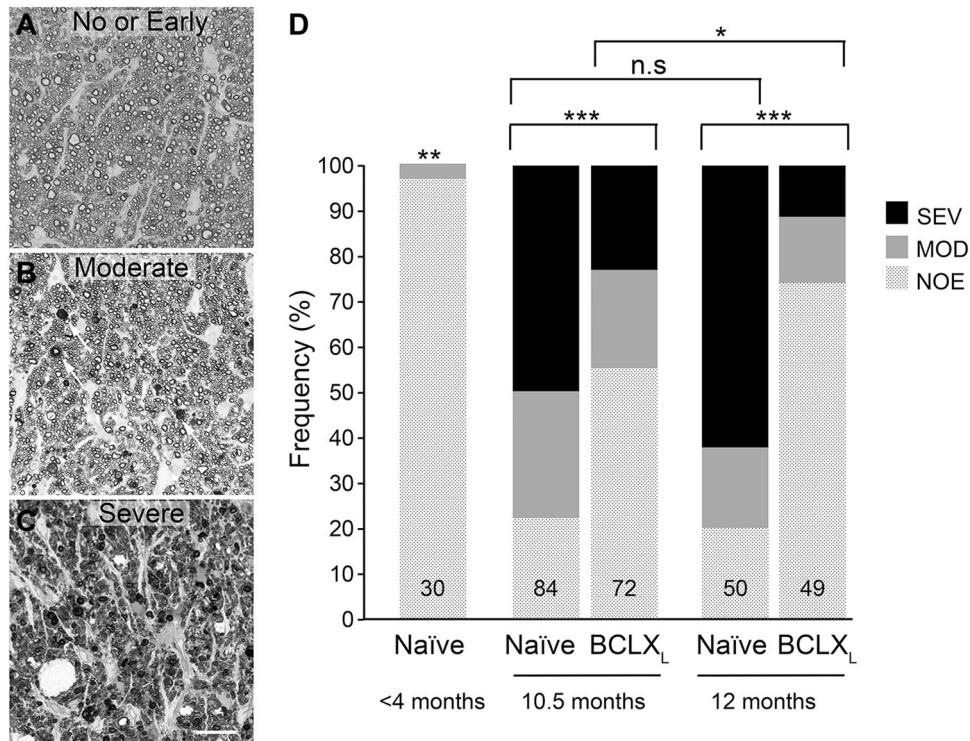 A
No or Early
B
Moderate
C
Severe
D
*
n.s
***
***
**
100
90
80
70
60
50
40
30
20
10
0
Frequency (%)
30
84
72
50
49
Naïve
Naïve
BCLXL
Naïve
BCLXL
<4 months
10.5 months
12 months
SEV
MOD
NOE